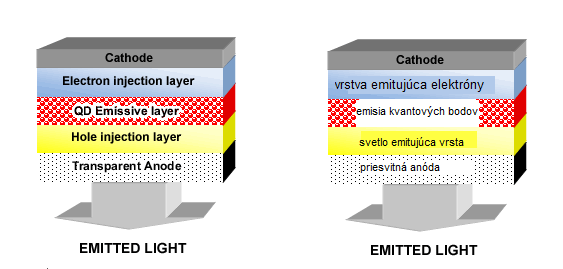 Cathode
Electron injection layer
QD Emissive layer
Hole injection layer
Transparent Anode
EMITTED LIGHT
Cathode
vrstva emitujúca elektróny
emisia kvantových bodov
svetlo emitujúca vrsta
priesvitná anóda
EMITTED LIGHT